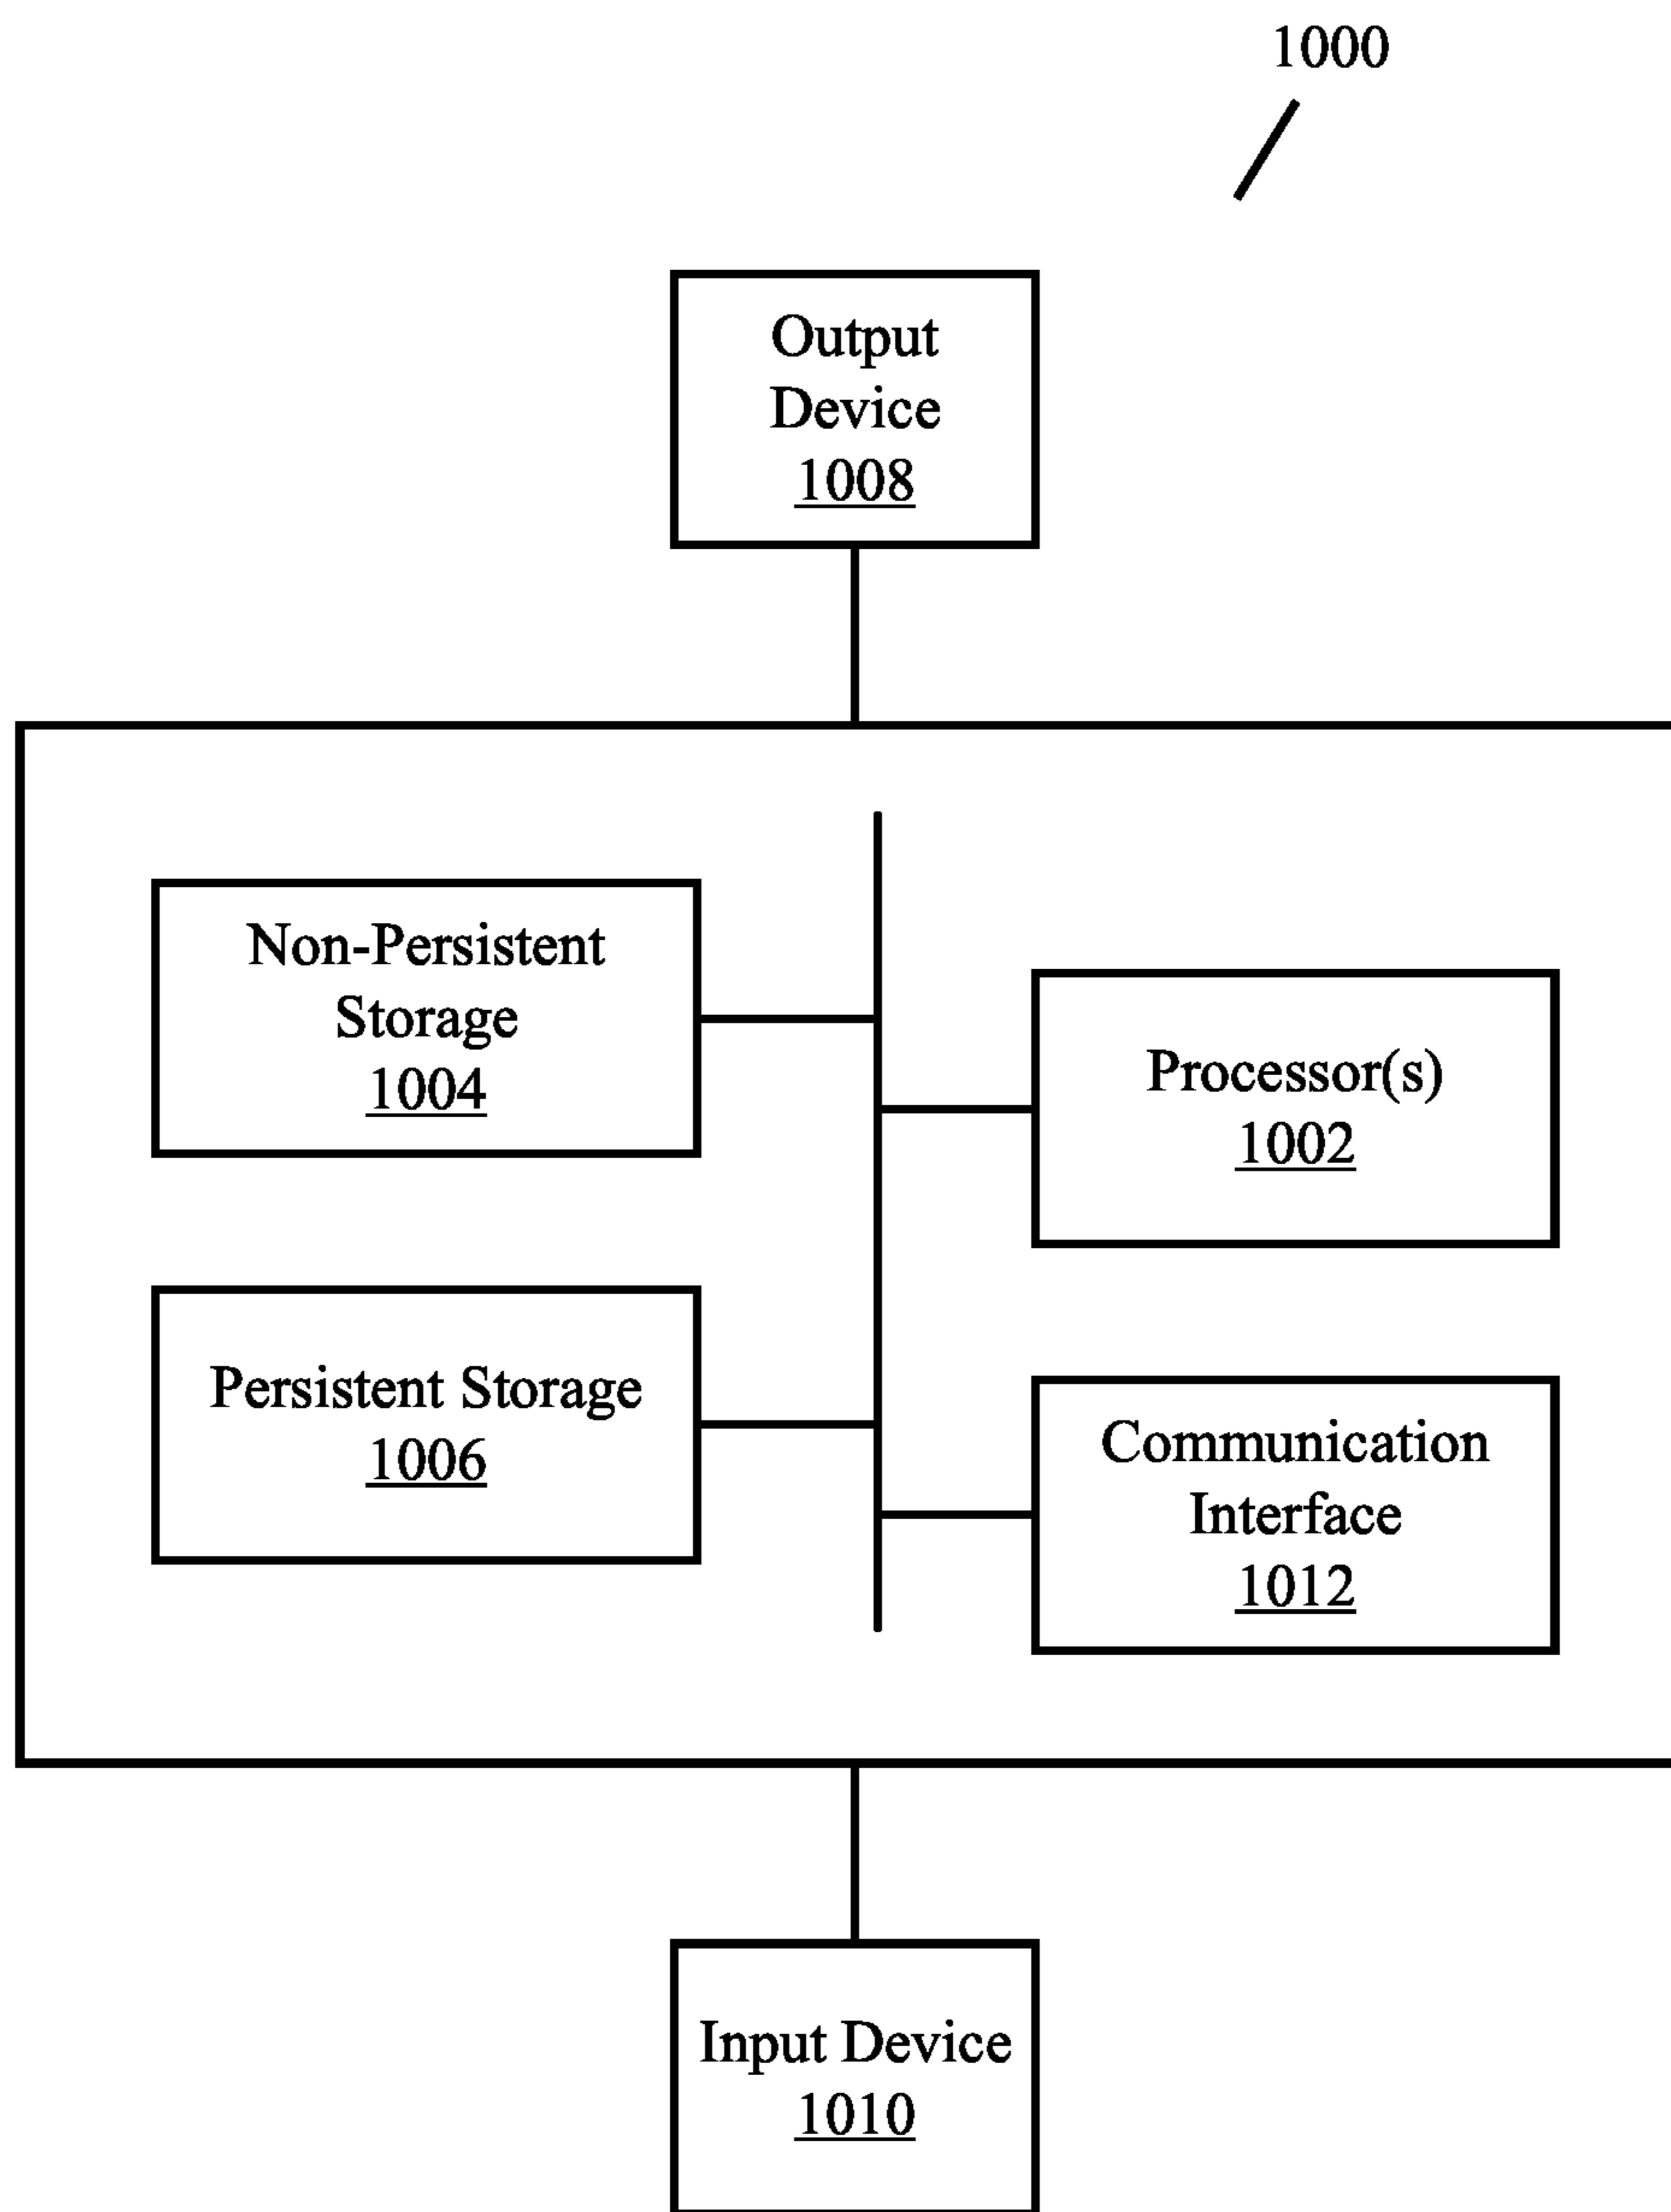 1000
Output
Device
1008
Non-Persistent
Storage
1004
Processor(s)
1002
Persistent Storage
1006
Communication
Interface
1012
Input Device
1010